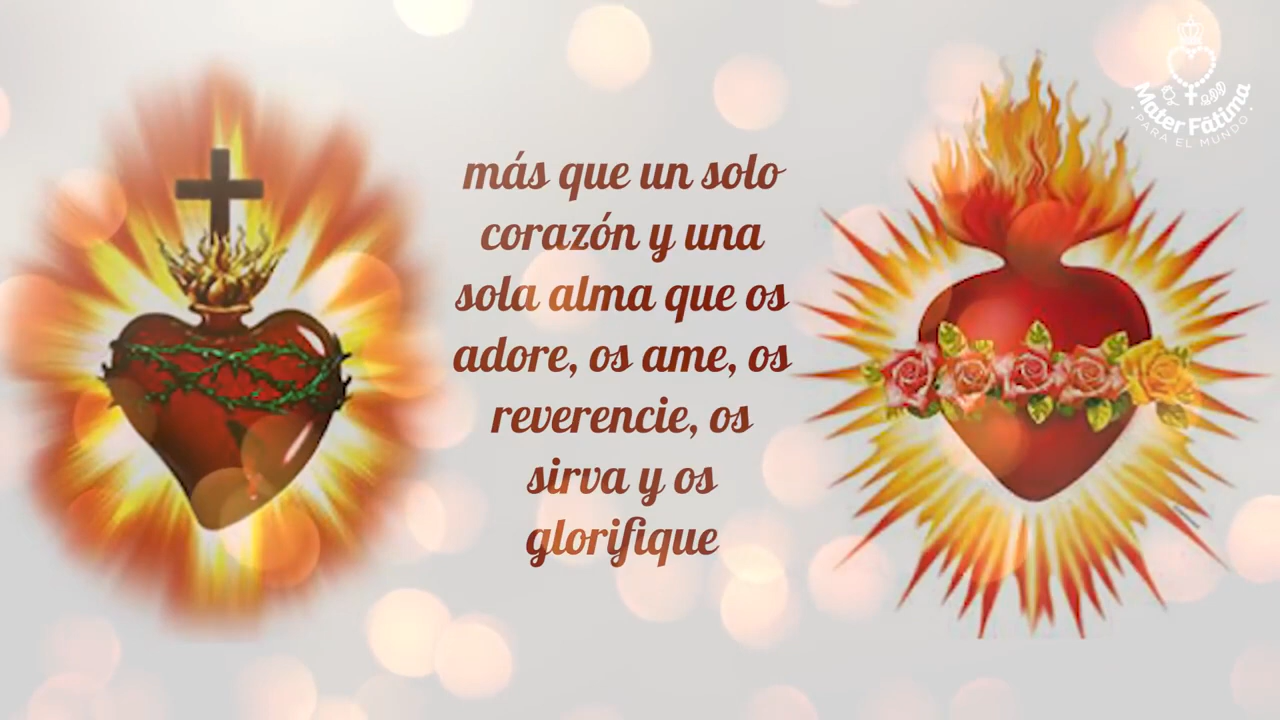 más que un solo
corazón y una
sola alma que os
adore, os ame, os
reverencie, os
sirva y os
glorifique
Mater Fátima
· PARA EL MUNDO ·